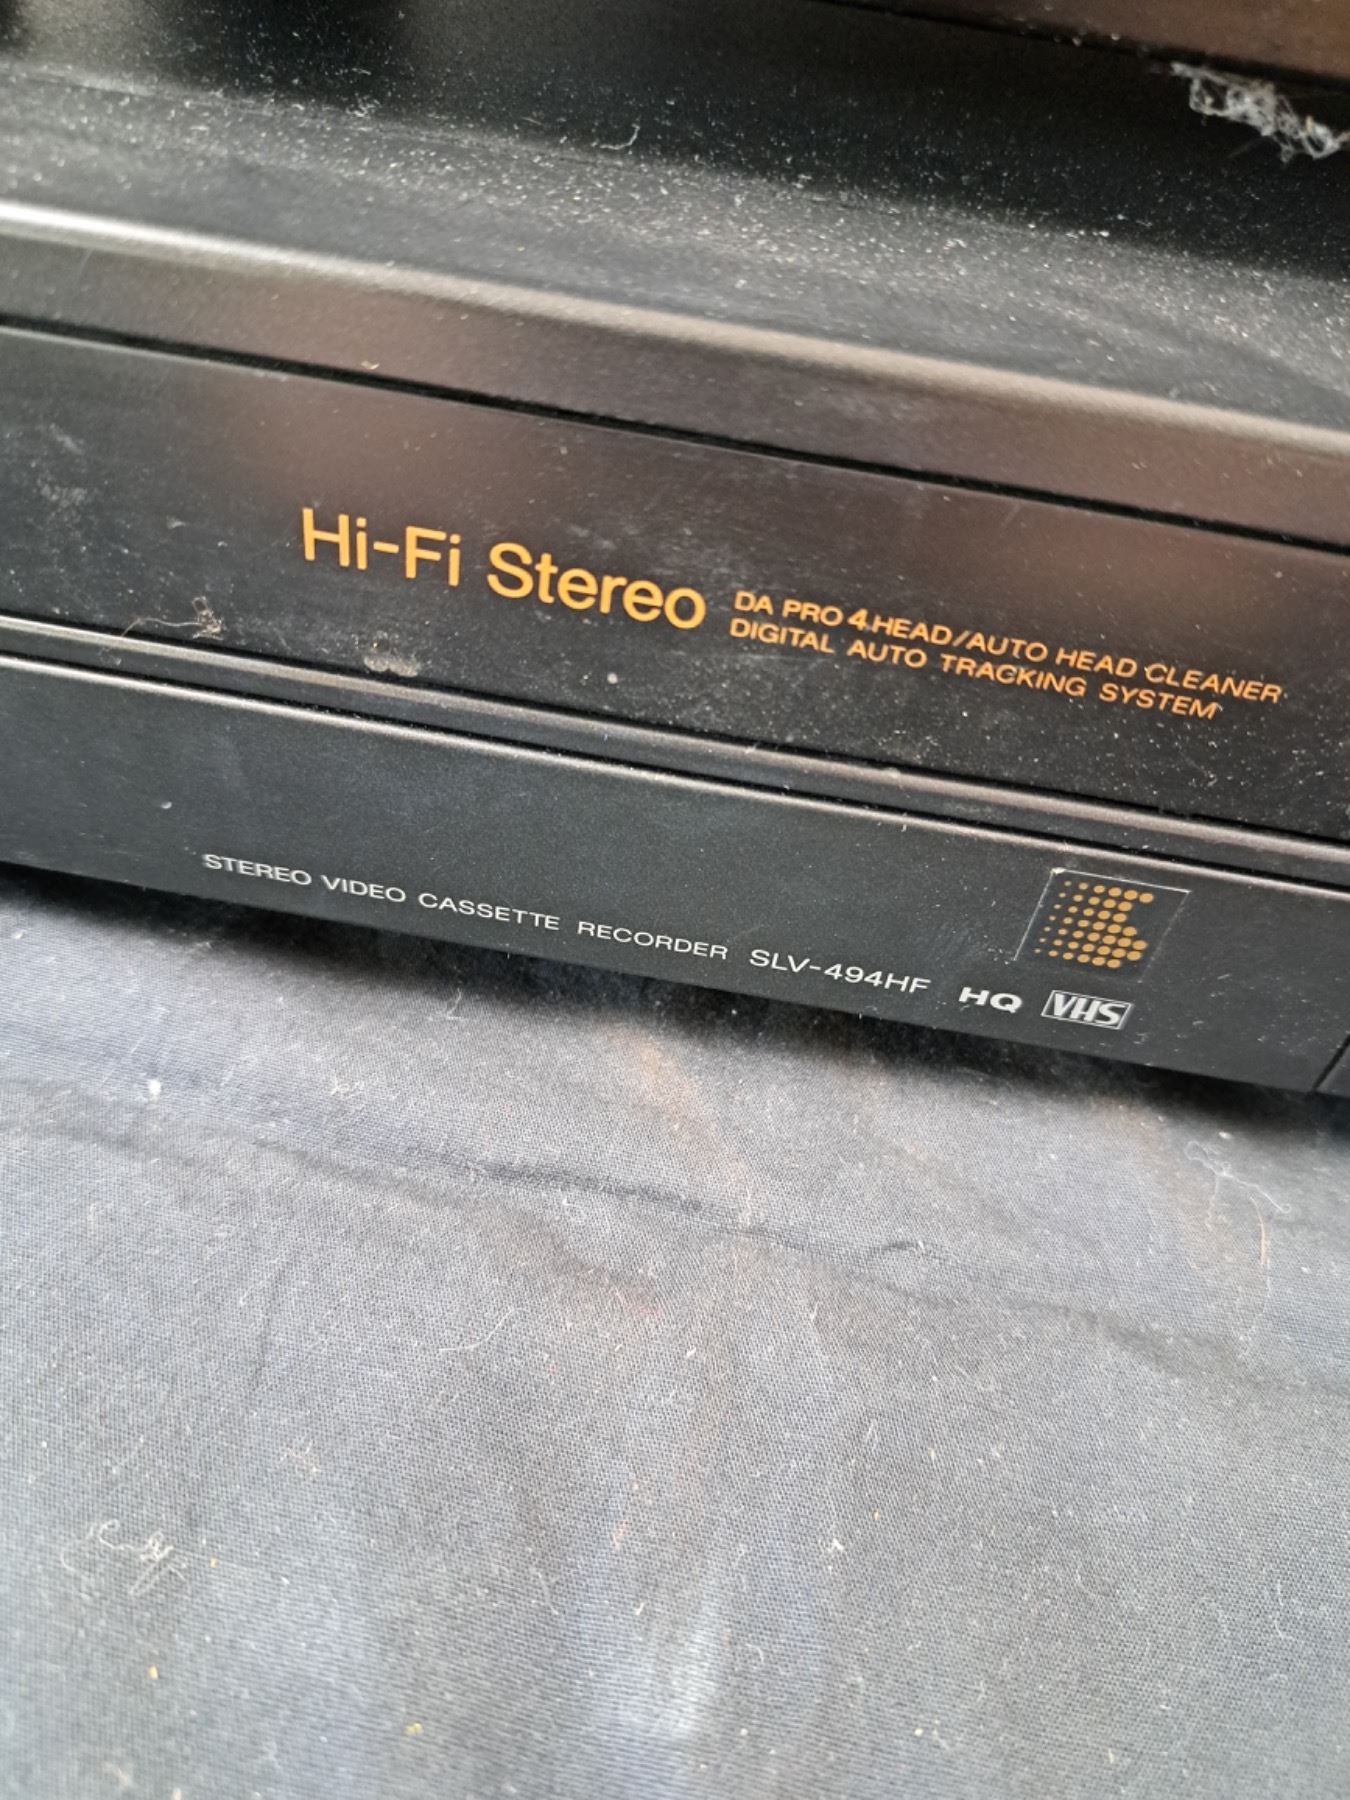 Hi-Fi Stereo
DA PRO 4 HEAD/AUTO HEAD CLEANER
DIGITAL AUTO TRACKING SYSTEM
STEREO VIDEO CASSETTE RECORDER SLV-494HF HQ VHS